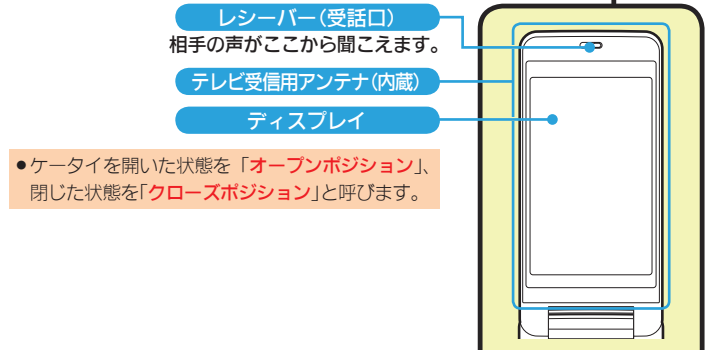 レシーバー（受話口）
相手の声がここから聞こえます。
テレビ受信用アンテナ（内蔵）
ディスプレイ
●ケータイを開いた状態を「オープンポジション」、
閉じた状態を「クローズポジション」と呼びます。